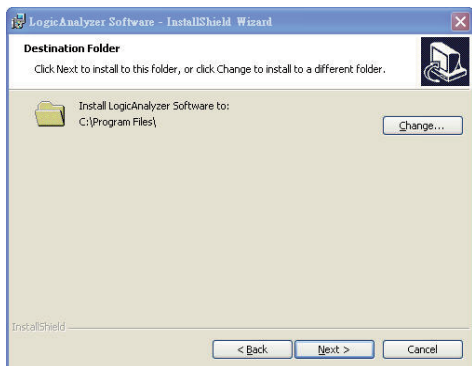 LogicAnalyzer Software - InstallShield Wizard
Destination Folder
Click Next to install to this folder, or click Change to install to a different folder.
Install LogicAnalyzer Software to:
C:\Program Files\
Change...
InstallShield
< Back
Next >
Cancel